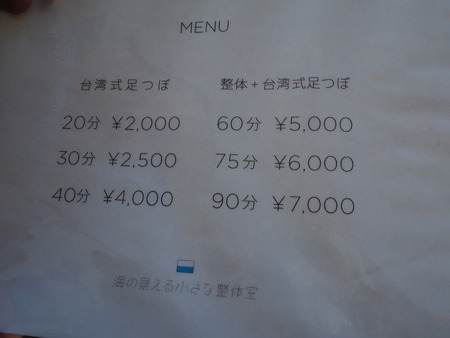 MENU
台湾式足つぼ
20分 ¥2,000
30分 ¥2,500
40分 ¥4,000
整体+台湾式足つぼ
60分 ¥5,000
75分 ¥6,000
90分 ¥7,000
海の見える小さな整体室